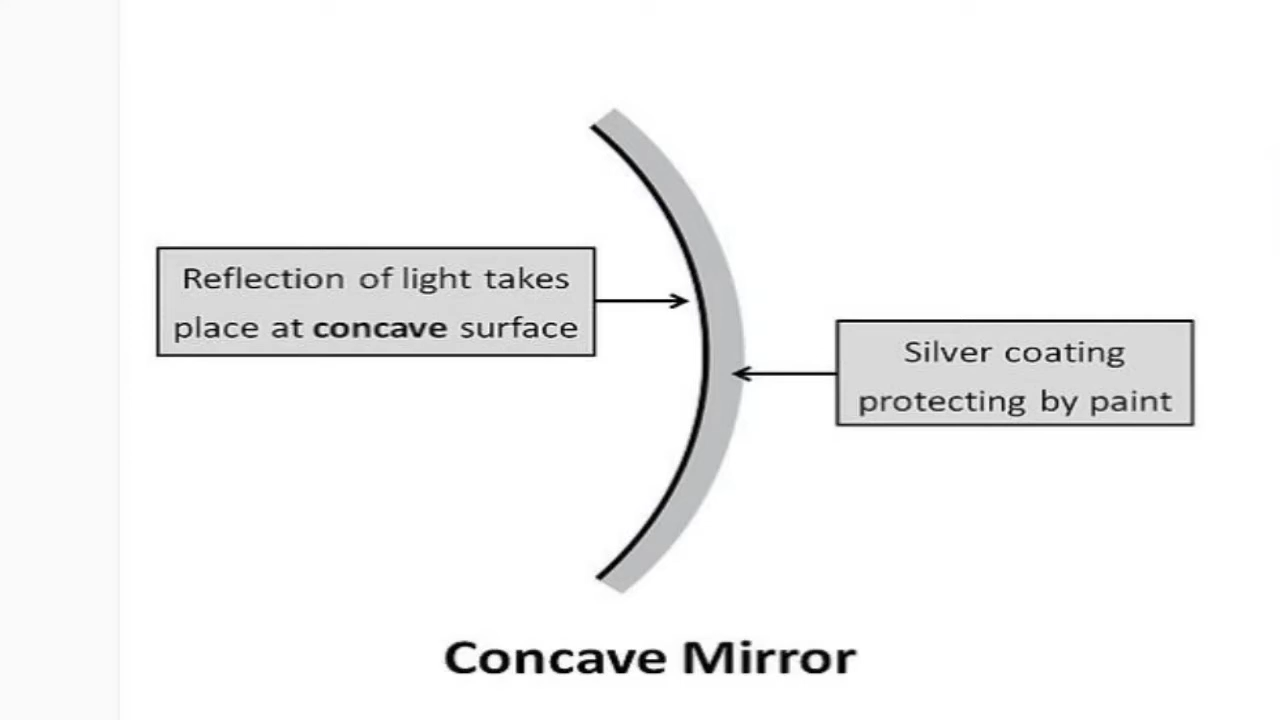 Reflection of light takes
place at concave surface
Silver coating
protecting by paint
Concave Mirror